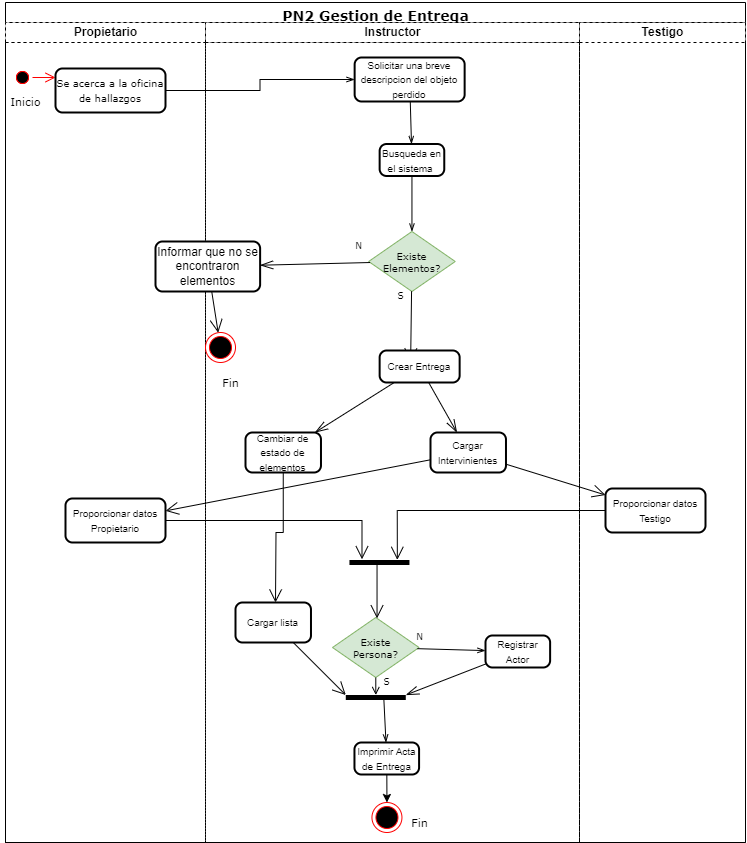 PN2 Gestion de Entrega
Propietario
Instructor
Testigo
Inicio
Se acerca a la oficina
de hallazgos
Solicitar una breve
descripcion del objeto
perdido
Busqueda en
el sistema
Existe
Elementos?
N
S
Informar que no se
encontraron
elementos
Fin
Crear Entrega
Cambiar de
estado de
elementos
Cargar
Intervinientes
Proporcionar datos
Propietario
Proporcionar datos
Testigo
Cargar lista
Existe
Persona?
N
S
Registrar
Actor
Imprimir Acta
de Entrega
Fin